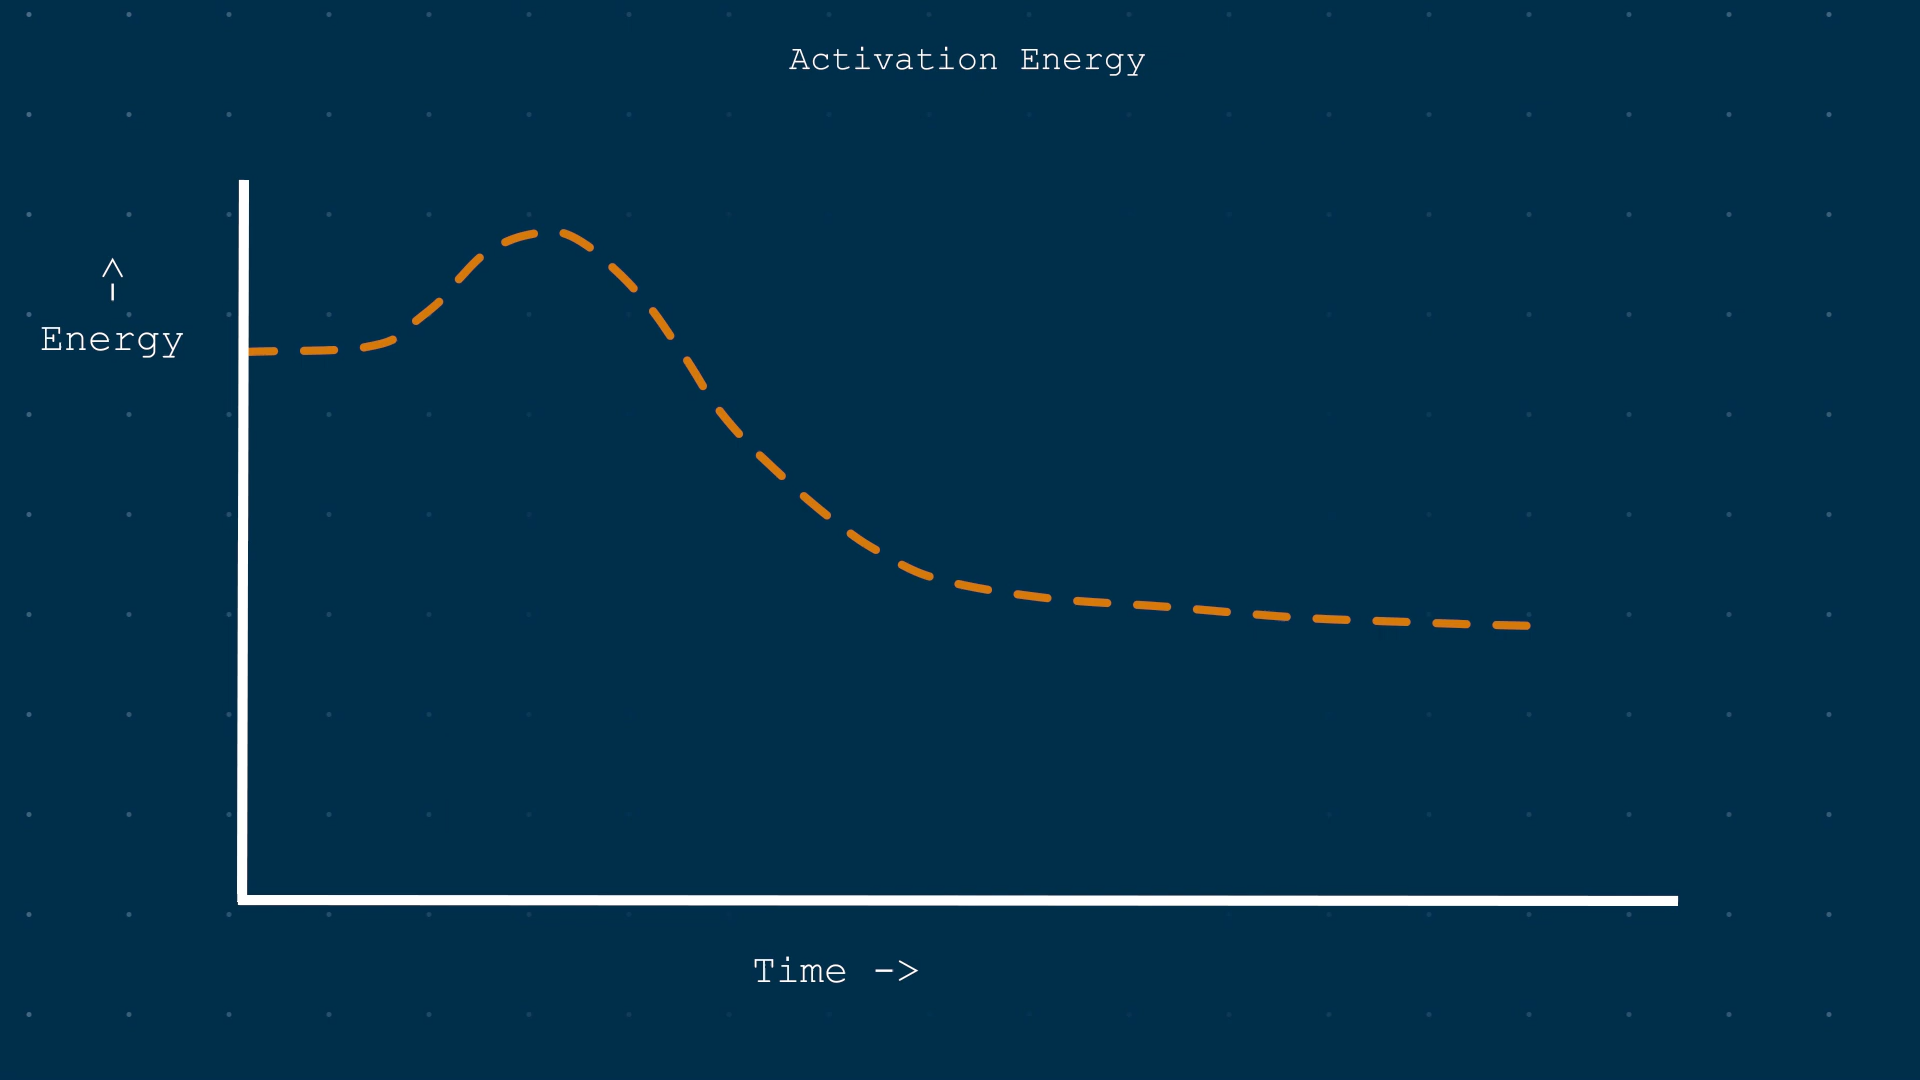 Activation Energy
^
-
Energy
Time ->